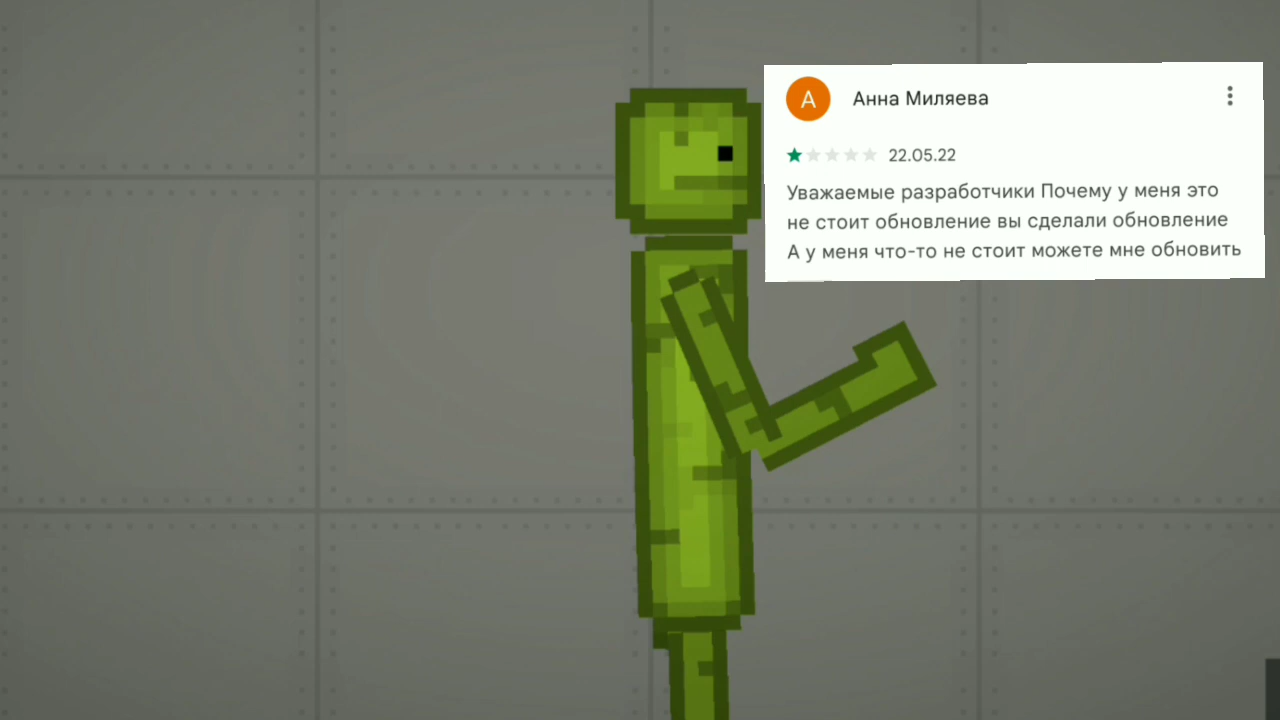 А
Анна Миляева
22.05.22
Уважаемые разработчики Почему у меня это
не стоит обновление вы сделали обновление
А у меня что-то не стоит можете мне обновить